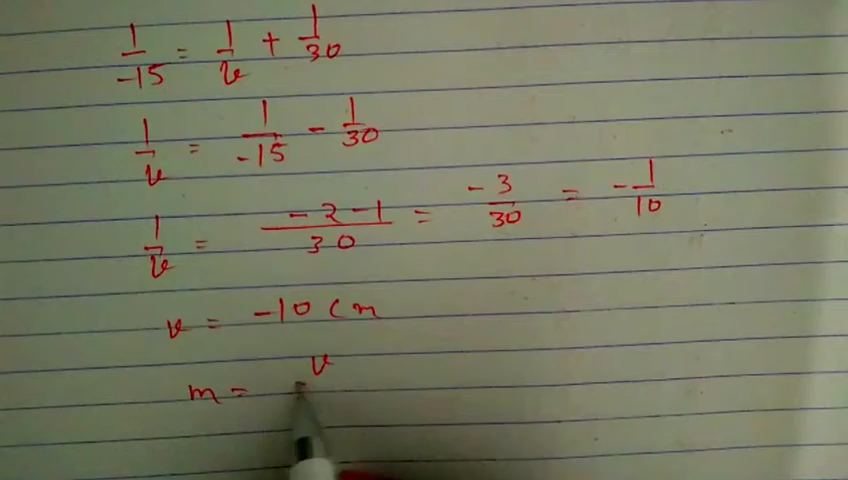 1/-15 = 1/v + 1/30
1/v = 1/-15 - 1/30
1/v = -2-1/30 = -3/30 = -1/10
v = -10 cm
m = v